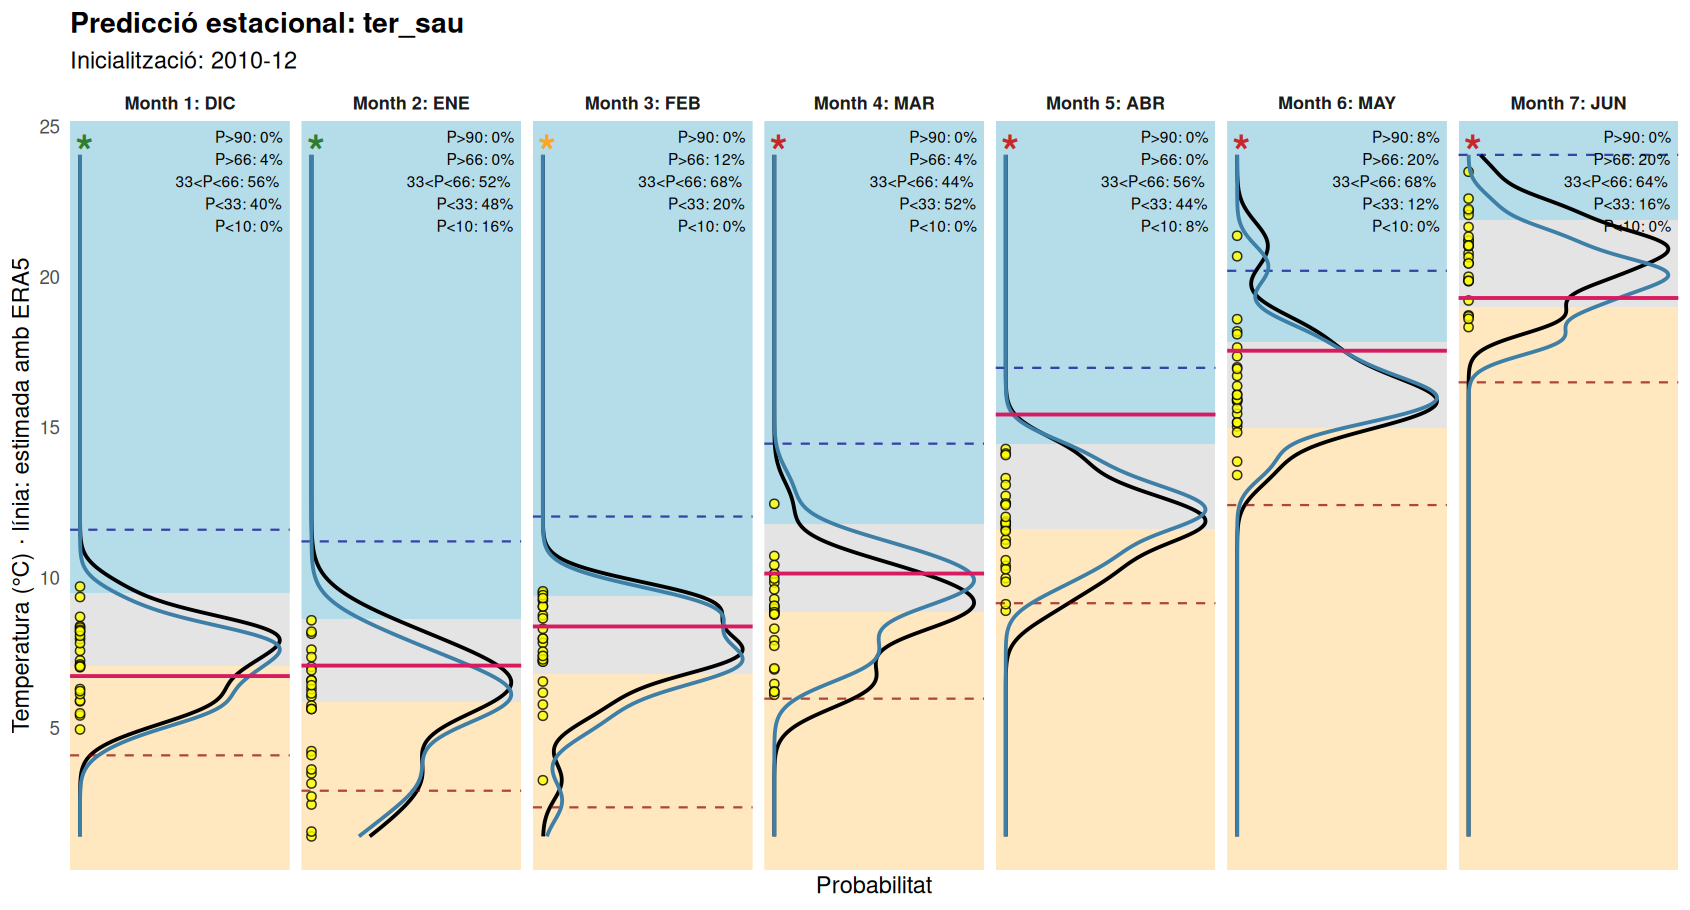 Predicció estacional: ter_sau
Inicialització: 2010-12
Month 1: DIC
Month 2: ENE
Month 3: FEB
Month 4: MAR
Month 5: ABR
Month 6: MAY
Month 7: JUN
25
20
15
10
5
Temperatura (°C) · línia: estimada amb ERA5
*
P>90: 0%
P>66: 4%
33<P<66: 56%
P<33: 40%
P<10: 0%
*
P>90: 0%
P>66: 0%
33<P<66: 52%
P<33: 48%
P<10: 16%
*
P>90: 0%
P>66: 12%
33<P<66: 68%
P<33: 20%
P<10: 0%
*
P>90: 0%
P>66: 4%
33<P<66: 44%
P<33: 52%
P<10: 0%
*
P>90: 0%
P>66: 0%
33<P<66: 56%
P<33: 44%
P<10: 8%
*
P>90: 8%
P>66: 20%
33<P<66: 68%
P<33: 12%
P<10: 0%
*
P>90: 0%
P>66: 20%
33<P<66: 64%
P<33: 16%
P<10: 0%
Probabilitat